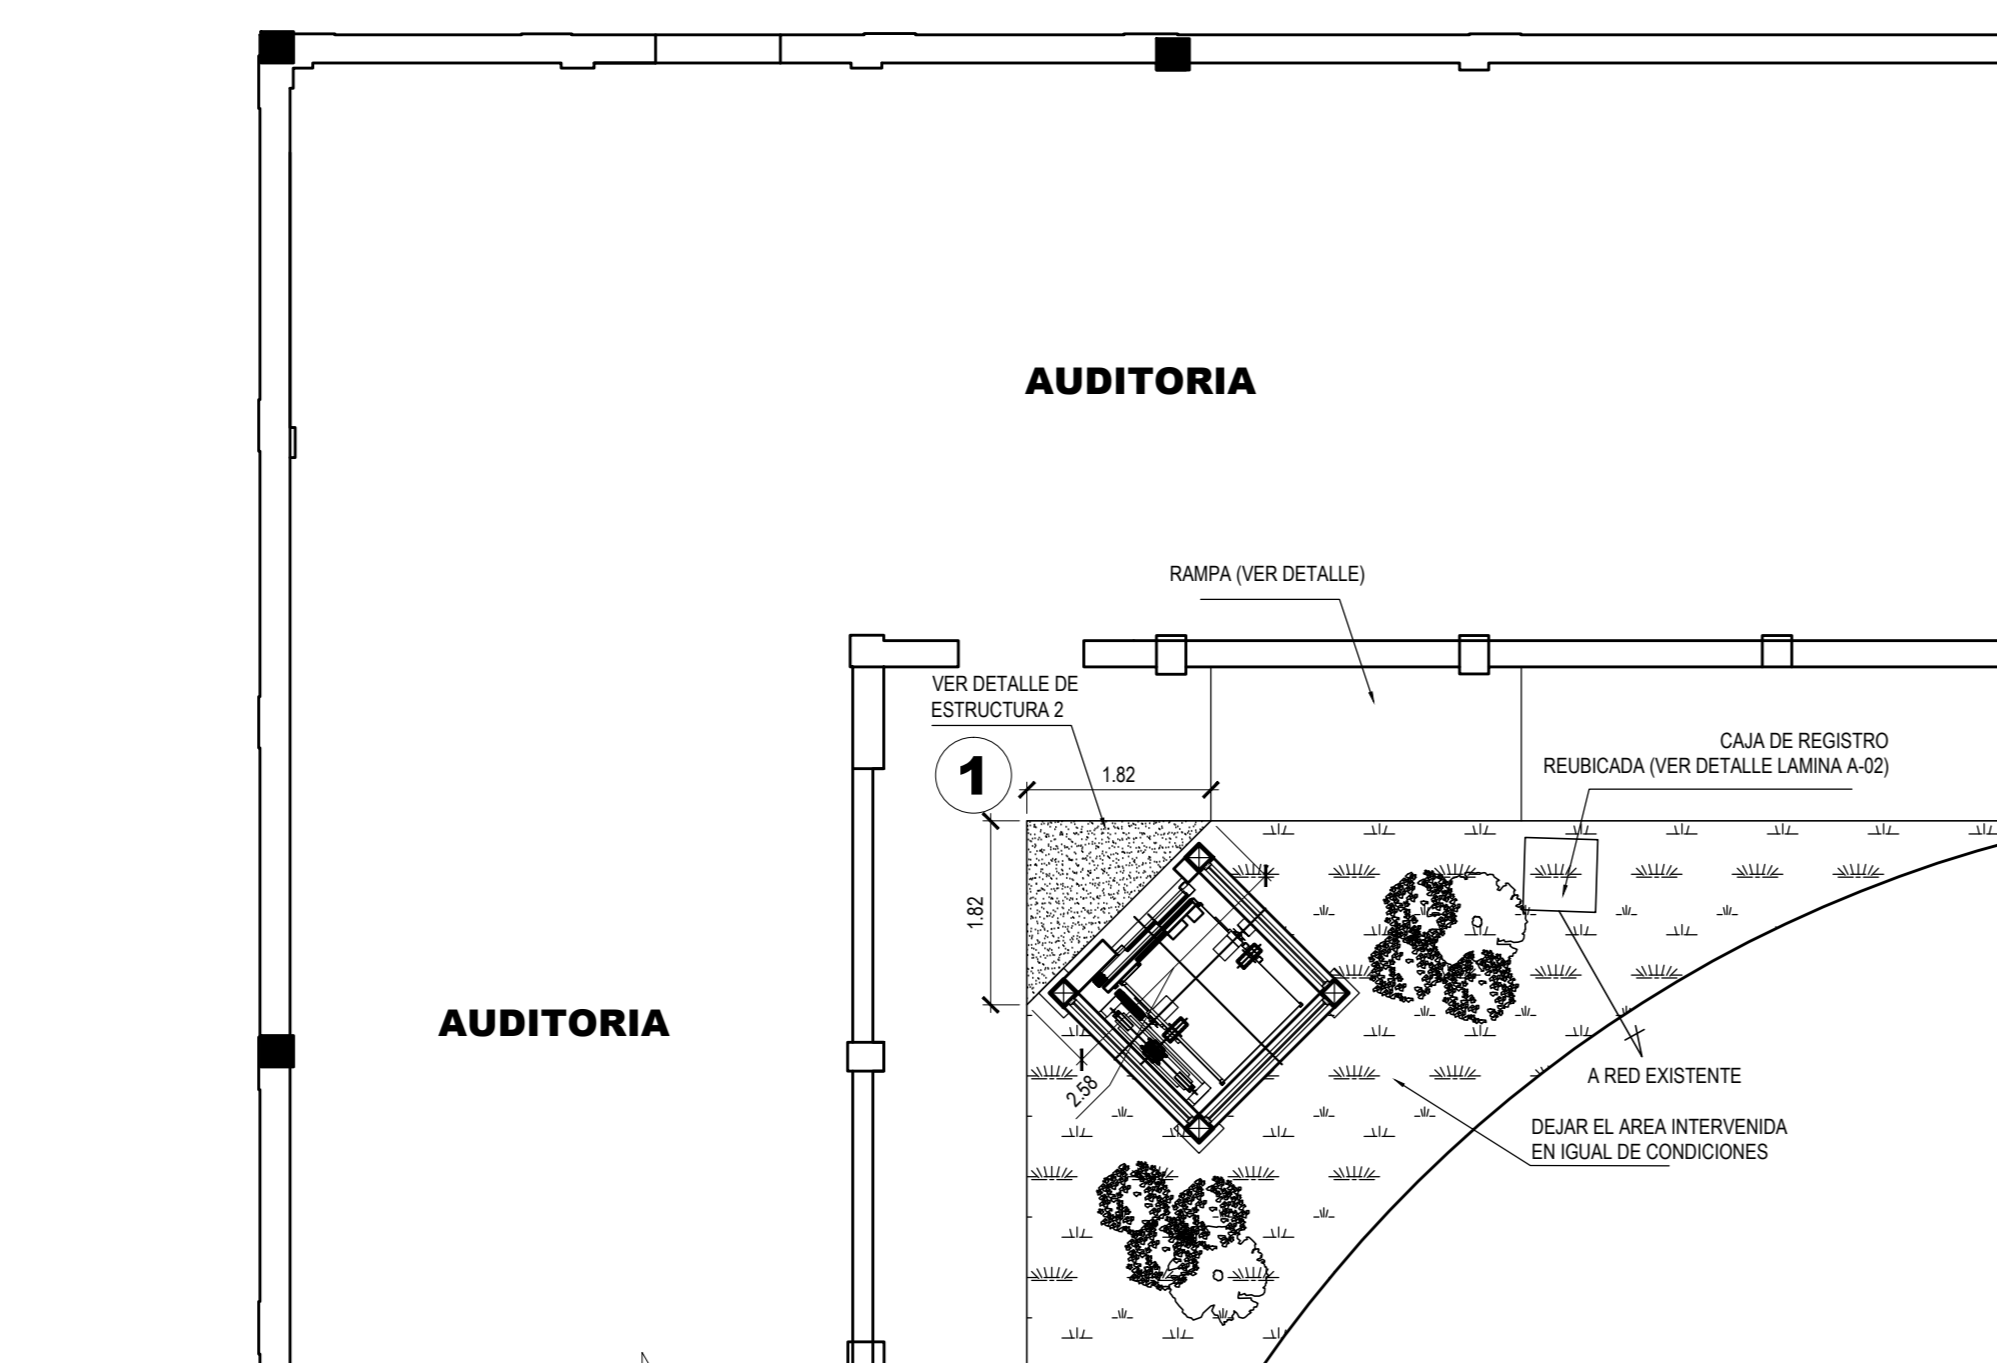 AUDITORIA
RAMPA (VER DETALLE)
VER DETALLE DE
ESTRUCTURA 2
CAJA DE REGISTRO
REUBICADA (VER DETALLE LAMINA A-02)
1
1.82
1.82
AUDITORIA
2.58
A RED EXISTENTE
DEJAR EL AREA INTERVENIDA
EN IGUAL DE CONDICIONES